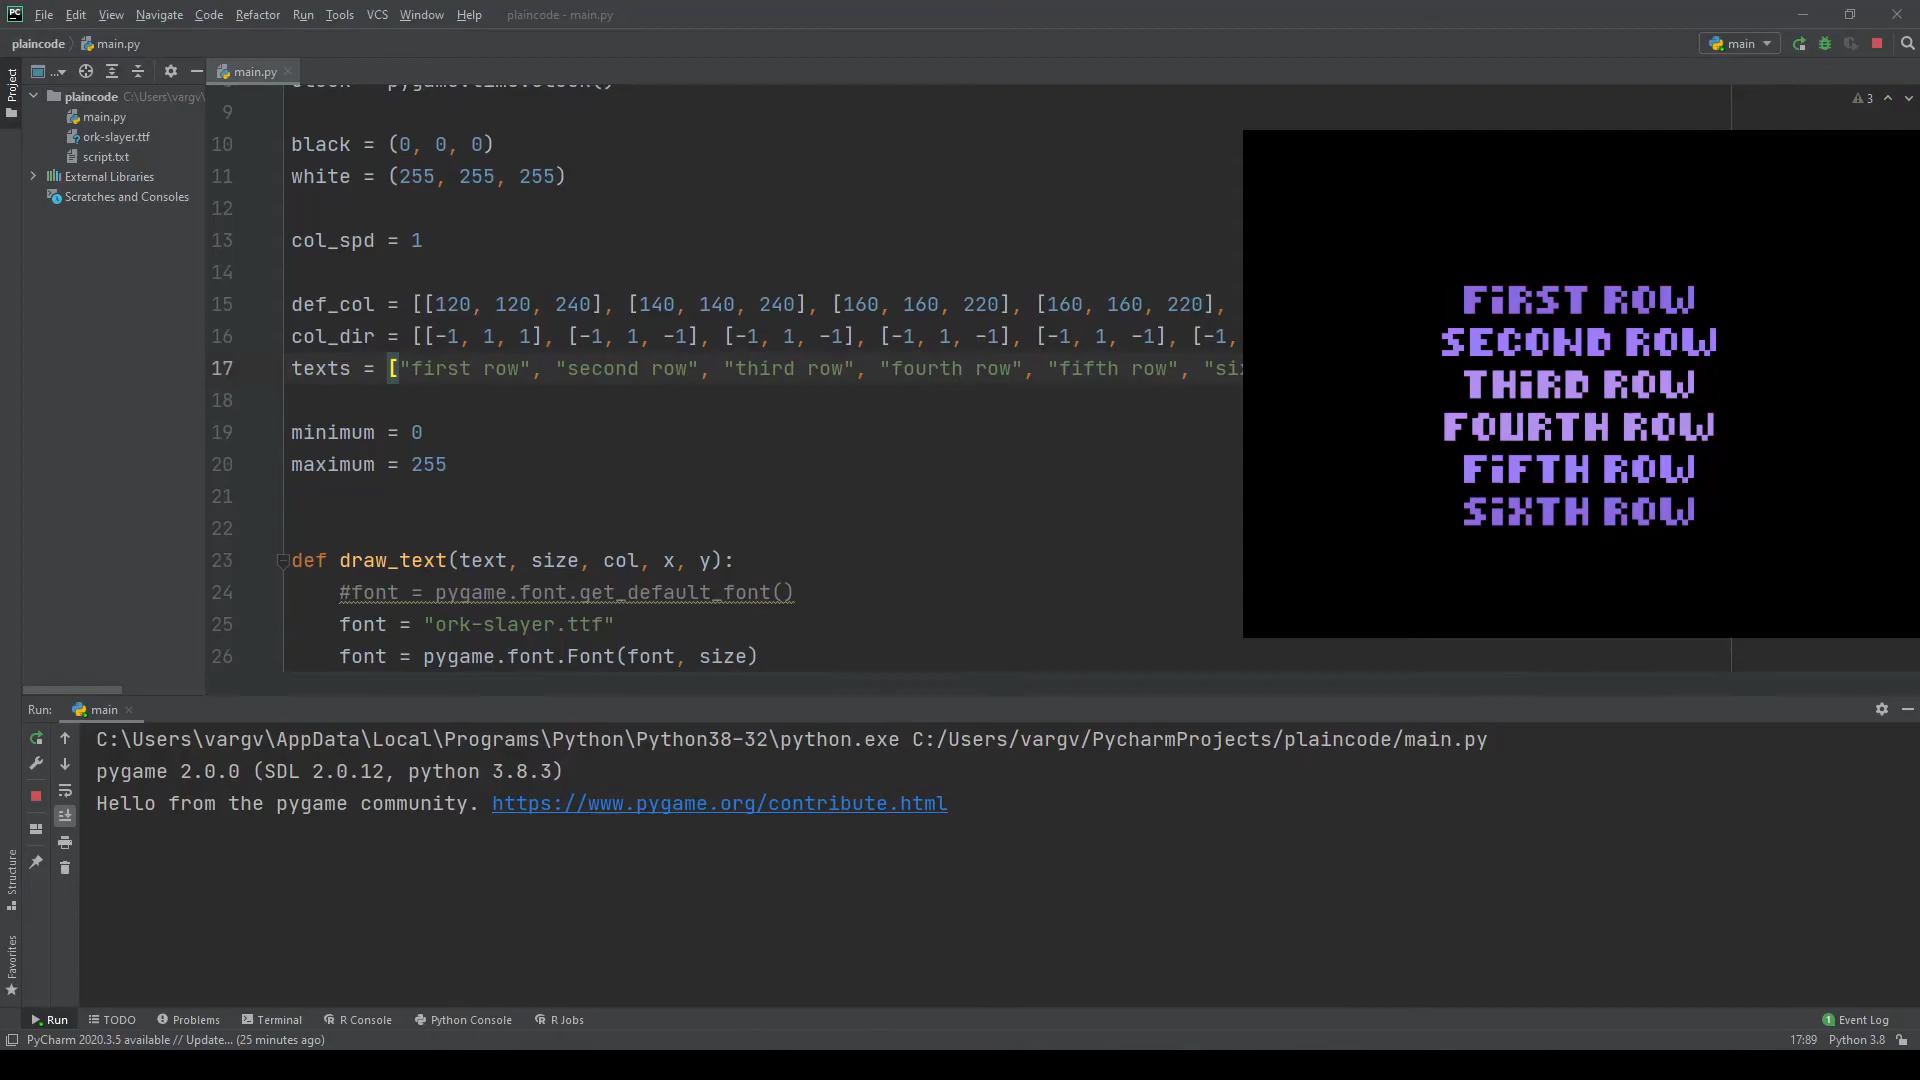 PC File Edit View Navigate Code Refactor Run Tools VCS Window Help plaincode - main.py
plaincode main.py main
... main.py
Project
plaincode C:\Users\vargv\
main.py
ork-slayer.ttf
script.txt
External Libraries
Scratches and Consoles
3
9
10 black = (0, 0, 0)
11 white = (255, 255, 255)
12
13 col_spd = 1
14
15 def_col = [[120, 120, 240], [140, 140, 240], [160, 160, 220], [160, 160, 220],
16 col_dir = [[-1, 1, 1], [-1, 1, -1], [-1, 1, -1], [-1, 1, -1], [-1, 1, -1], [-1,
17 texts = ["first row", "second row", "third row", "fourth row", "fifth row", "si
18
19 minimum = 0
20 maximum = 255
21
22
23 def draw_text(text, size, col, x, y):
24 #font = pygame.font.get_default_font()
25 font = "ork-slayer.ttf"
26 font = pygame.font.Font(font, size)
FIRST ROW
SECOND ROW
THIRD ROW
FOURTH ROW
FIFTH ROW
SIXTH ROW
Run: main
C:\Users\vargv\AppData\Local\Programs\Python\Python38-32\python.exe C:/Users/vargv/PycharmProjects/plaincode/main.py
pygame 2.0.0 (SDL 2.0.12, python 3.8.3)
Hello from the pygame community. https://www.pygame.org/contribute.html
Structure
Favorites
Run TODO Problems Terminal R Console Python Console R Jobs 1 Event Log
PyCharm 2020.3.5 available // Update... (25 minutes ago) 17:89 Python 3.8